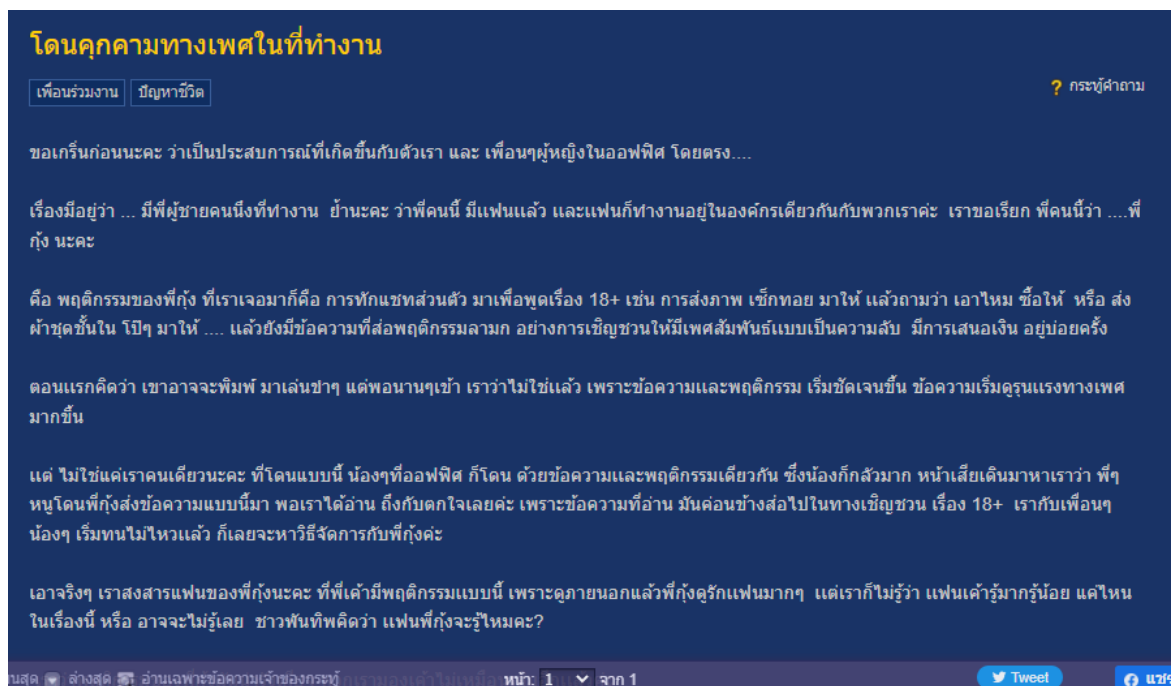 โดนคุกคามทางเพศในที่ทำงาน
เพื่อนร่วมงาน ปัญหาชีวิต
? กระทู้คำถาม
ขอเกริ่นก่อนนะคะ ว่าเป็นประสบการณ์ที่เกิดขึ้นกับตัวเรา และ เพื่อนๆผู้หญิงในออฟฟิศ โดยตรง....
เรื่องมีอยู่ว่า ... มีพี่ผู้ชายคนนึงที่ทำงาน ย้ำนะคะ ว่าพี่คนนี้ มีแฟนแล้ว และแฟนก็ทำงานอยู่ในองค์กรเดียวกันกับพวกเราค่ะ เราขอเรียก พี่คนนี้ว่า ....พี่
กุ้ง นะคะ
คือ พฤติกรรมของพี่กุ้ง ที่เราเจอมาก็คือ การทักแชทส่วนตัว มาเพื่อพูดเรื่อง 18+ เช่น การส่งภาพ เซ็กทอย มาให้ แล้วถามว่า เอาไหม ซื้อให้ หรือ ส่ง
ผ้าชุดชั้นใน โป๊ๆ มาให้ .... แล้วยังมีข้อความที่ส่อพฤติกรรมลามก อย่างการเชิญชวนให้มีเพศสัมพันธ์แบบเป็นความลับ มีการเสนอเงิน อยู่บ่อยครั้ง
ตอนแรกคิดว่า เขาอาจจะพิมพ์ มาเล่นขำๆ แต่พอนานๆเข้า เราว่าไม่ใช่แล้ว เพราะข้อความและพฤติกรรม เริ่มชัดเจนขึ้น ข้อความเริ่มดูรุนแรงทางเพศ
มากขึ้น
แต่ ไม่ใช่แค่เราคนเดียวนะคะ ที่โดนแบบนี้ น้องๆที่ออฟฟิศ ก็โดน ด้วยข้อความและพฤติกรรมเดียวกัน ซึ่งน้องก็กลัวมาก หน้าเสียเดินมาหาเราว่า พี่ๆ
หนูโดนพี่กุ้งส่งข้อความแบบนี้มา พอเราได้อ่าน ถึงกับตกใจเลยค่ะ เพราะข้อความที่อ่าน มันค่อนข้างส่อไปในทางเชิญชวน เรื่อง 18+ เรากับเพื่อนๆ
น้องๆ เริ่มทนไม่ไหวแล้ว ก็เลยจะหาวิธีจัดการกับพี่กุ้งค่ะ
เอาจริงๆ เราสงสารแฟนของพี่กุ้งนะคะ ที่พี่เค้ามีพฤติกรรมแบบนี้ เพราะดูภายนอกแล้วพี่กุ้งดูรักแฟนมากๆ แต่เราก็ไม่รู้ว่า แฟนเค้ารู้มากรู้น้อย แค่ไหน
ในเรื่องนี้ หรือ อาจจะไม่รู้เลย ชาวพันทิพคิดว่า แฟนพี่กุ้งจะรู้ไหมคะ?
นสุด ล่างสุด อ่านเฉพาะข้อความเจ้าของกระทู้ หน้า: 1 จาก 1 Tweet แชร์